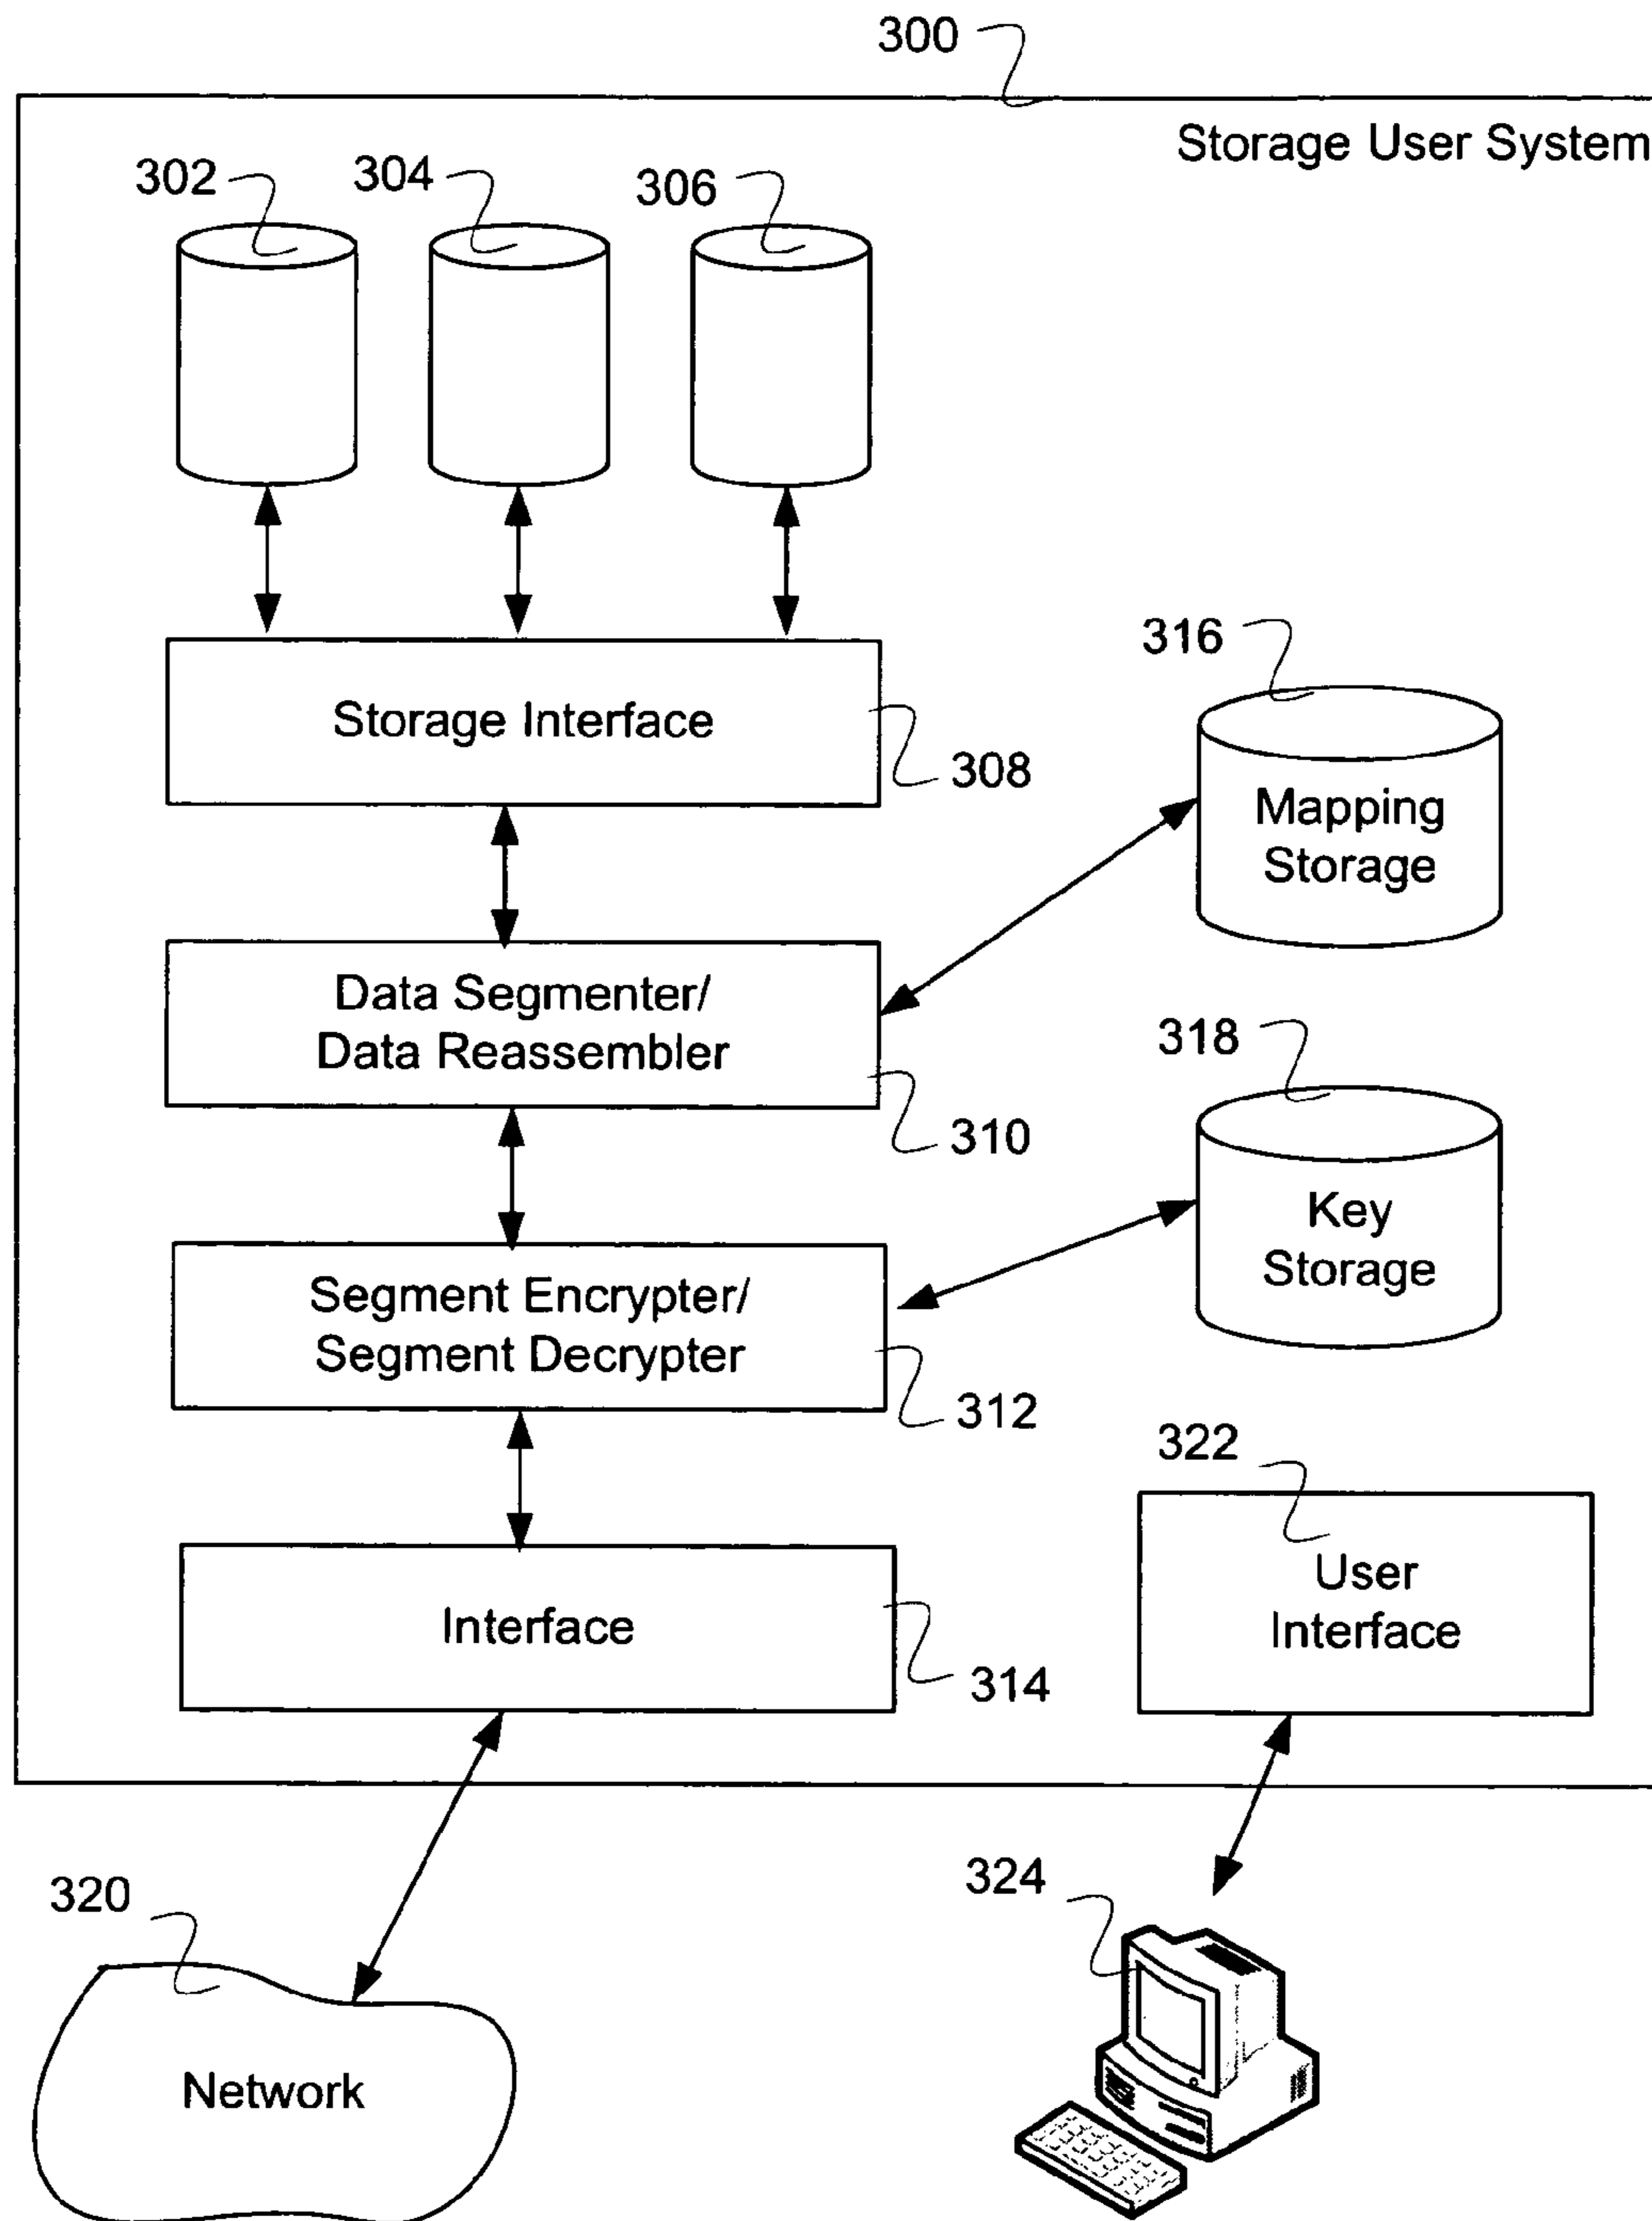 300
Storage User System
302
304
306
Storage Interface
308
316
Mapping
Storage
Data Segmenter/
Data Reassembler
310
318
Key
Storage
Segment Encrypter/
Segment Decrypter
312
322
User
Interface
Interface
314
320
Network
324